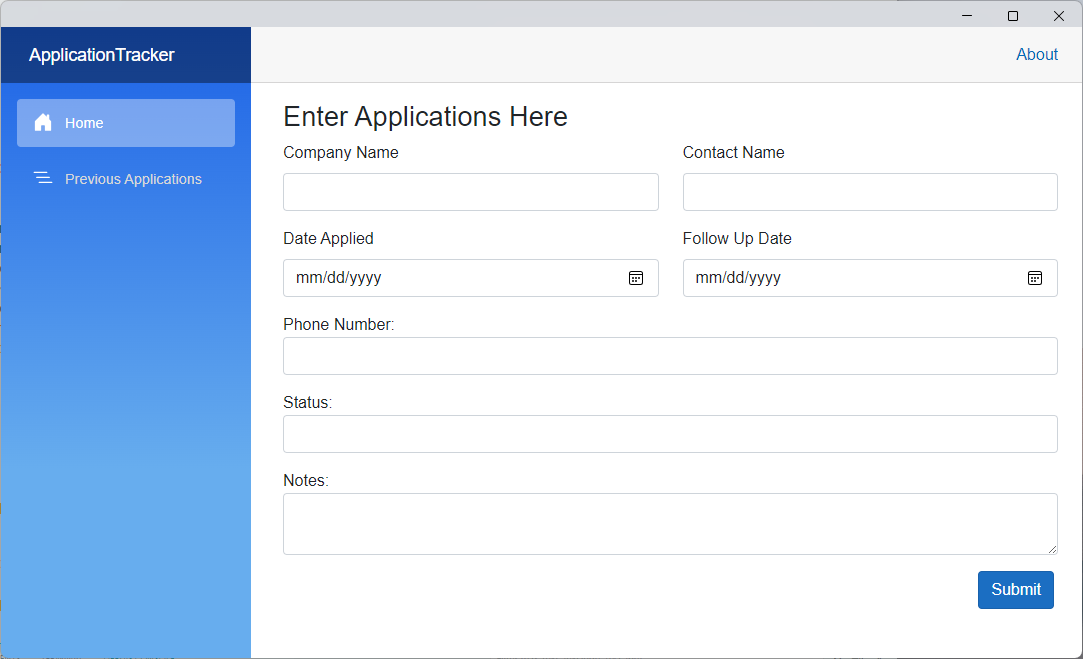 ApplicationTracker
About
Home
Previous Applications
Enter Applications Here
Company Name
Contact Name
Date Applied
Follow Up Date
mm/dd/yyyy
mm/dd/yyyy
Phone Number:
Status:
Notes:
Submit